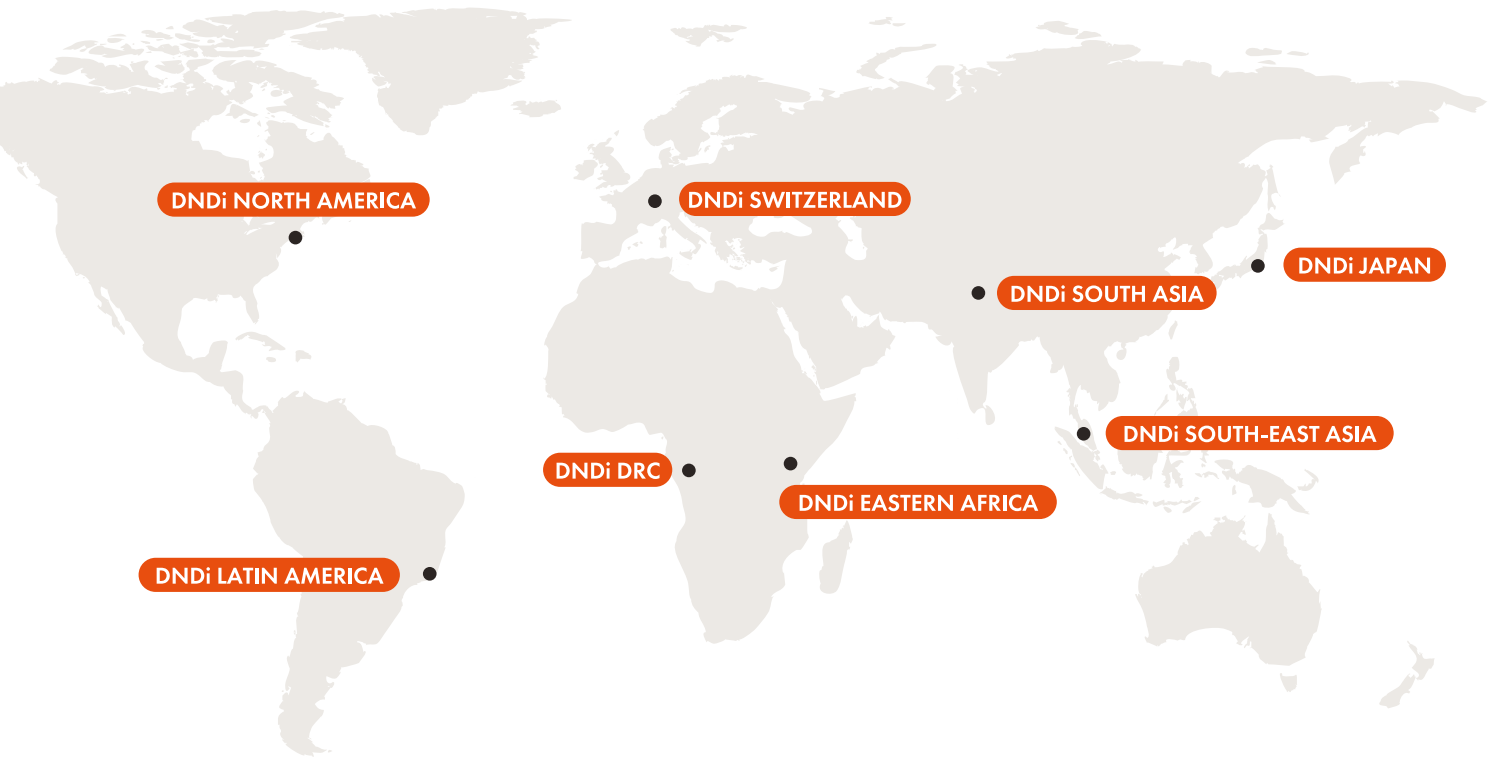 DNDi NORTH AMERICA
DNDi SWITZERLAND
DNDi JAPAN
DNDi SOUTH ASIA
DNDi SOUTH-EAST ASIA
DNDi DRC
DNDi EASTERN AFRICA
DNDi LATIN AMERICA